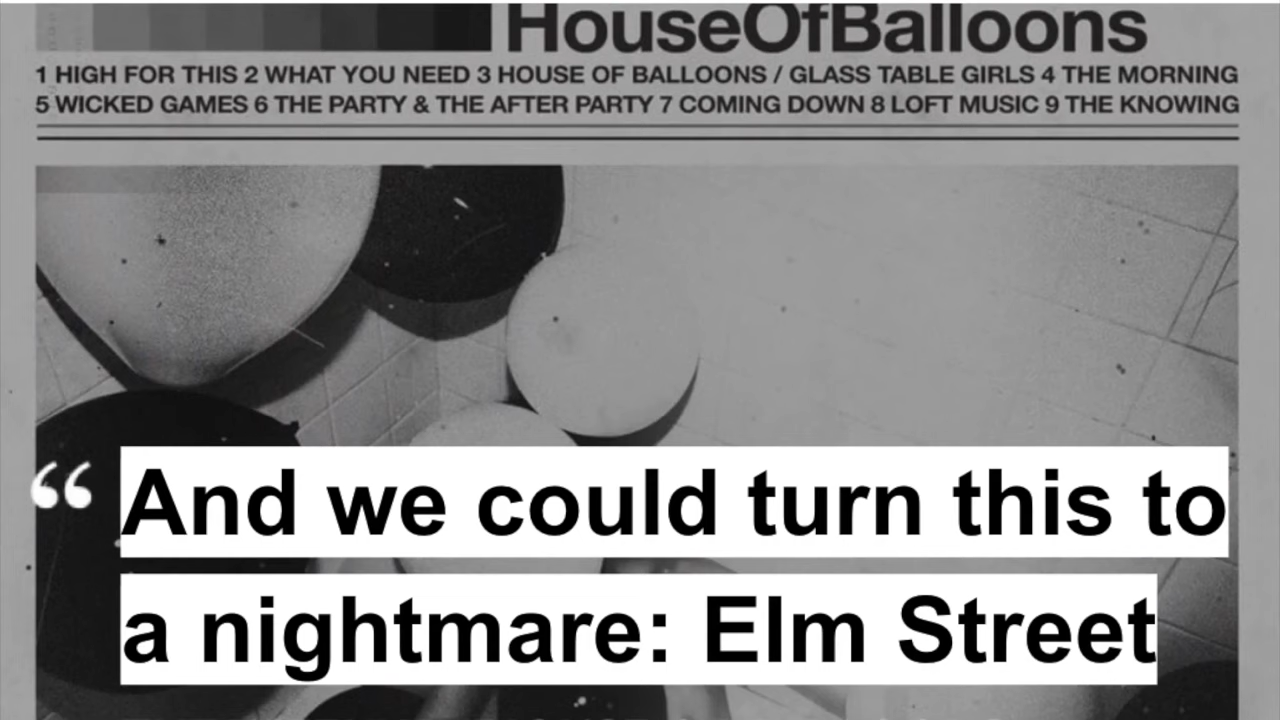 HouseOfBalloons
1 HIGH FOR THIS 2 WHAT YOU NEED 3 HOUSE OF BALLOONS / GLASS TABLE GIRLS 4 THE MORNING
5 WICKED GAMES 6 THE PARTY & THE AFTER PARTY 7 COMING DOWN 8 LOFT MUSIC 9 THE KNOWING
“ And we could turn this to
a nightmare: Elm Street